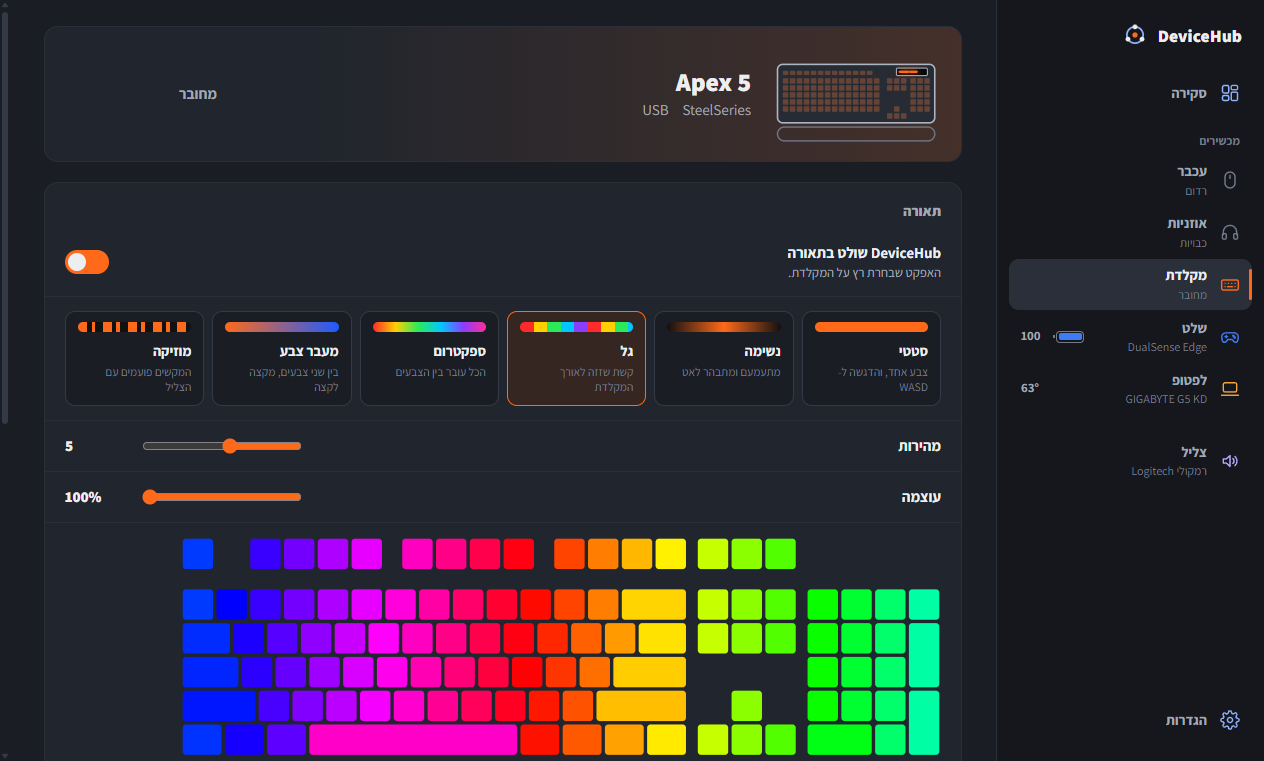 DeviceHub
סקירה
מכשירים
עכבר
רדום
אוזניות
כבויות
מקלדת
מחובר
שלט
DualSense Edge
100
לפטופ
GIGABYTE G5 KD
63°
צליל
רמקולי Logitech
הגדרות
Apex 5
SteelSeries USB
מחובר
תאורה
DeviceHub שולט בתאורה
האפקט שבחרת רץ על המקלדת.
סטטי
צבע אחד, והדגשה ל-
WASD
נשימה
מתעמעם ומתבהר לאט
גל
קשת שזזה לאורך
המקלדת
ספקטרום
הכל עובר בין הצבעים
מעבר צבע
בין שני צבעים, מקצה
לקצה
מוזיקה
המקשים פועמים עם
הצליל
מהירות
5
עוצמה
100%